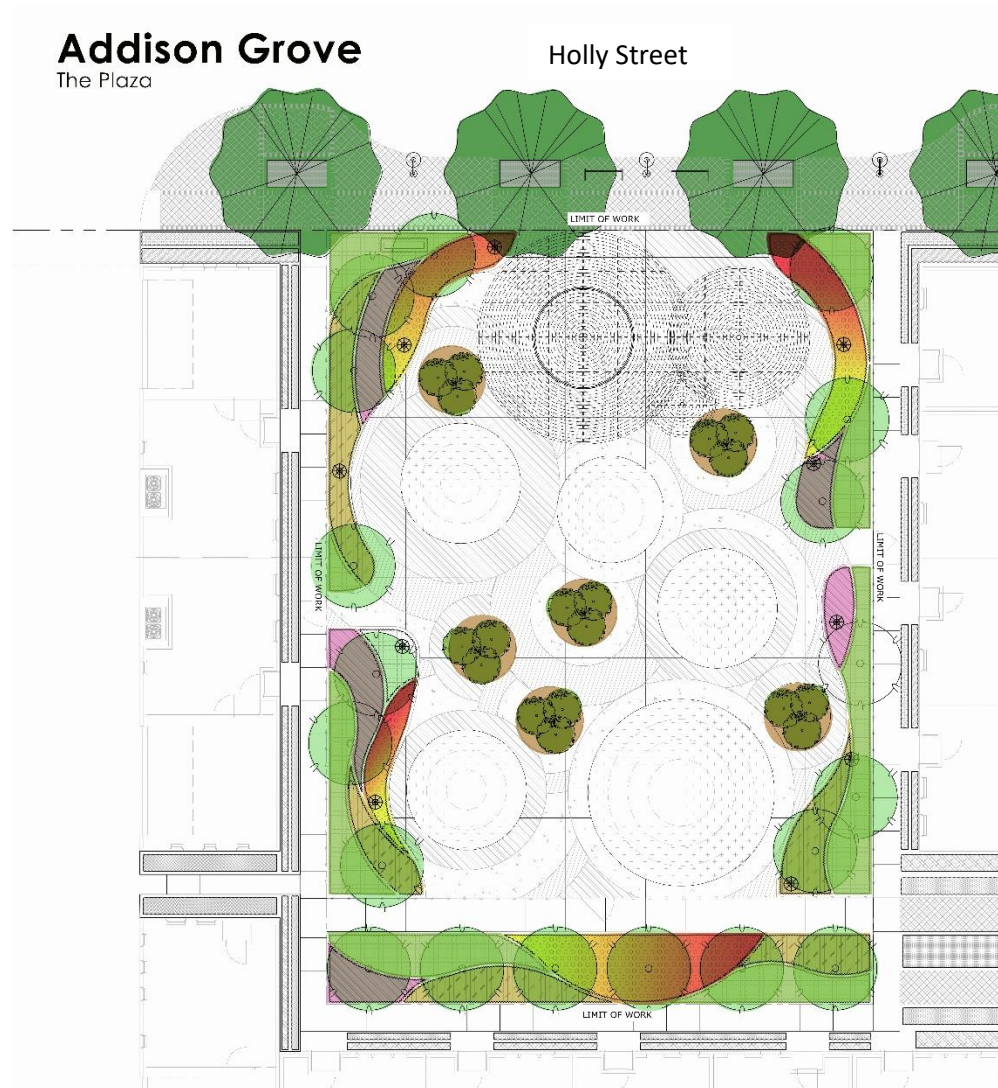 Addison Grove
The Plaza
Holly Street
LIMIT OF WORK
LIMIT OF WORK
LIMIT OF WORK
LIMIT OF WORK